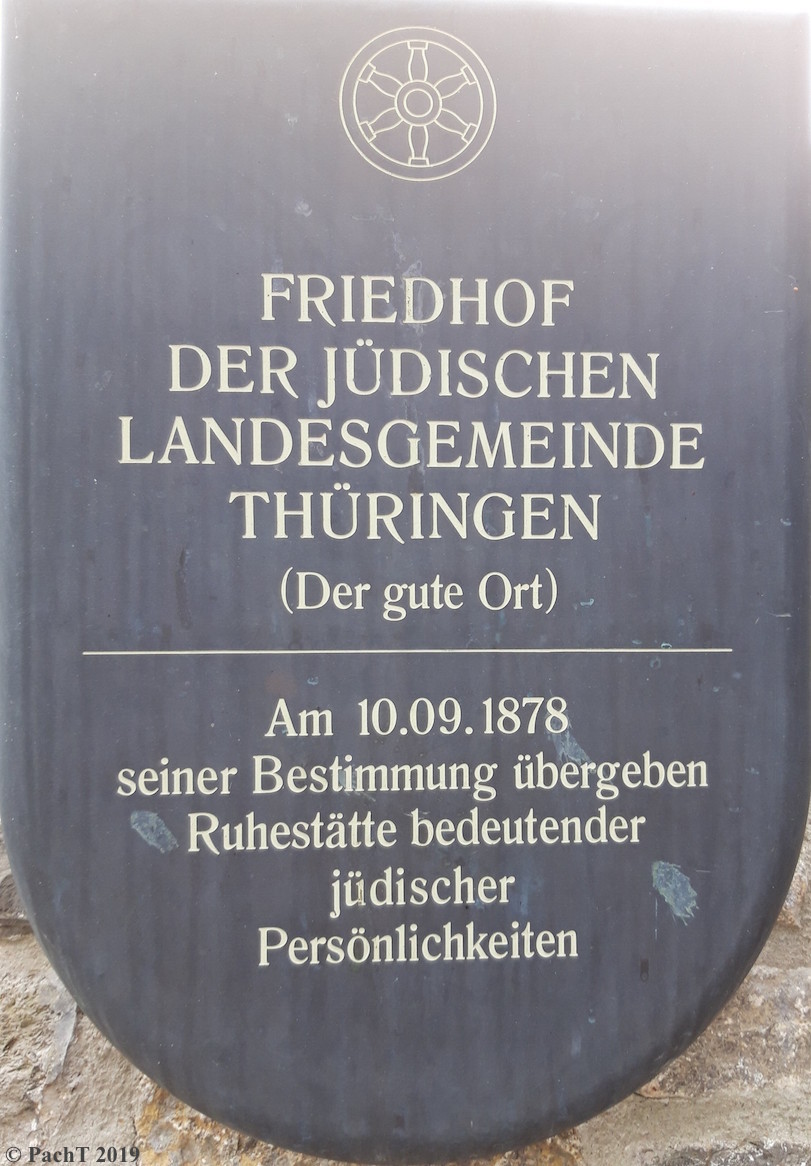 FRIEDHOF
DER JÜDISCHEN
LANDESGEMEINDE
THÜRINGEN
(Der gute Ort)
Am 10.09.1878
seiner Bestimmung übergeben
Ruhestätte bedeutender
jüdischer
Persönlichkeiten
© PachT 2019